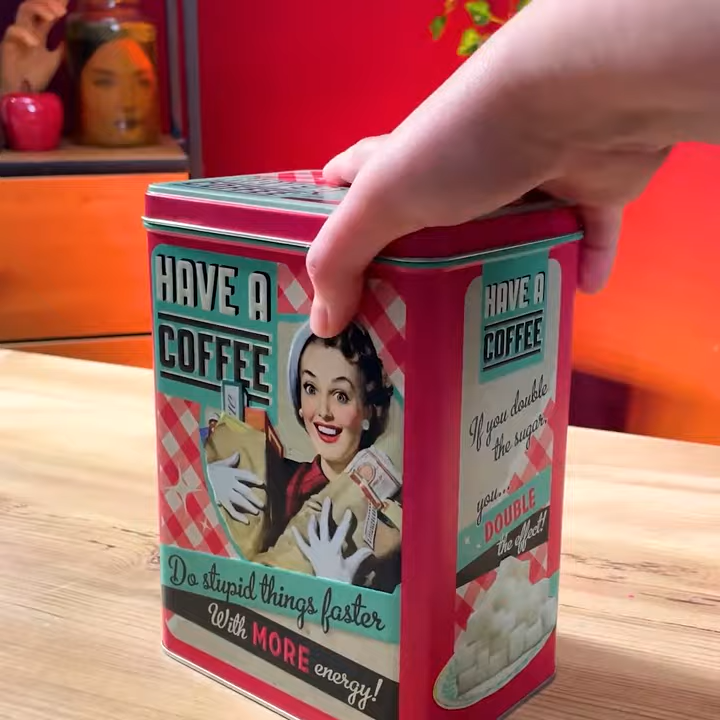 HAVE A
COFFEE
Do stupid things faster
With MORE energy!
HAVE A
COFFEE
If you double
the sugar,
you...
DOUBLE
the effect!